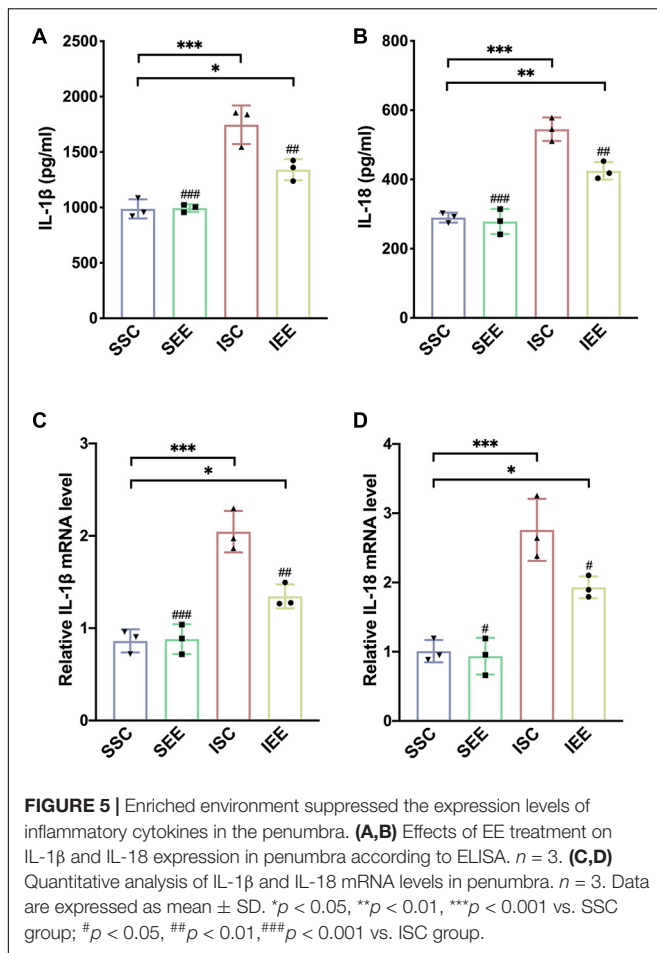 A
B
2500
2000
1500
1000
500
0
IL-1β (pg/ml)
***
*
###
##
SSC
SEE
ISC
IEE
800
600
400
200
0
IL-18 (pg/ml)
***
**
###
##
SSC
SEE
ISC
IEE
C
D
3
2
1
0
Relative IL-1β mRNA level
***
*
###
##
SSC
SEE
ISC
IEE
4
3
2
1
0
Relative IL-18 mRNA level
***
*
#
#
SSC
SEE
ISC
IEE
FIGURE 5 | Enriched environment suppressed the expression levels of
inflammatory cytokines in the penumbra. (A,B) Effects of EE treatment on
IL-1β and IL-18 expression in penumbra according to ELISA. n = 3. (C,D)
Quantitative analysis of IL-1β and IL-18 mRNA levels in penumbra. n = 3. Data
are expressed as mean ± SD. *p < 0.05, **p < 0.01, ***p < 0.001 vs. SSC
group; #p < 0.05, ##p < 0.01,###p < 0.001 vs. ISC group.